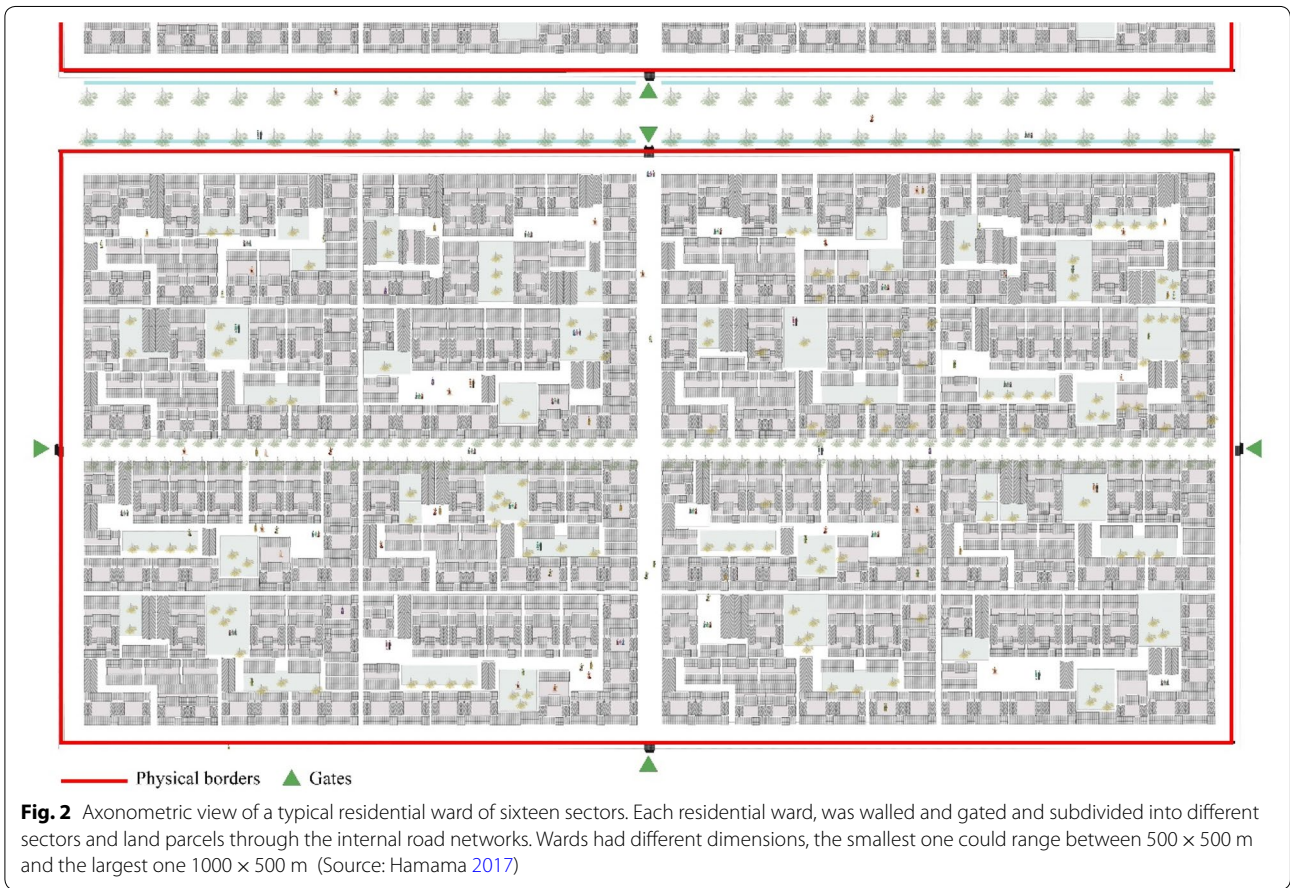 Physical borders Gates
Fig. 2 Axonometric view of a typical residential ward of sixteen sectors. Each residential ward, was walled and gated and subdivided into different
sectors and land parcels through the internal road networks. Wards had different dimensions, the smallest one could range between 500 × 500 m
and the largest one 1000 × 500 m (Source: Hamama 2017)